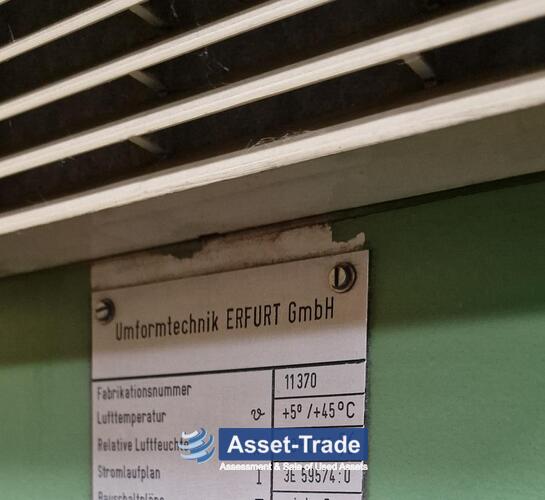 Umformtechnik ERFURT GmbH
Fabrikationsnummer 11370
Lufttemperatur ϑ +5° /+45°C
Relative Luftfeuchte
Asset-Trade
Assessment & Sale of Used Assets
Stromlaufplan I 3E 59574:0